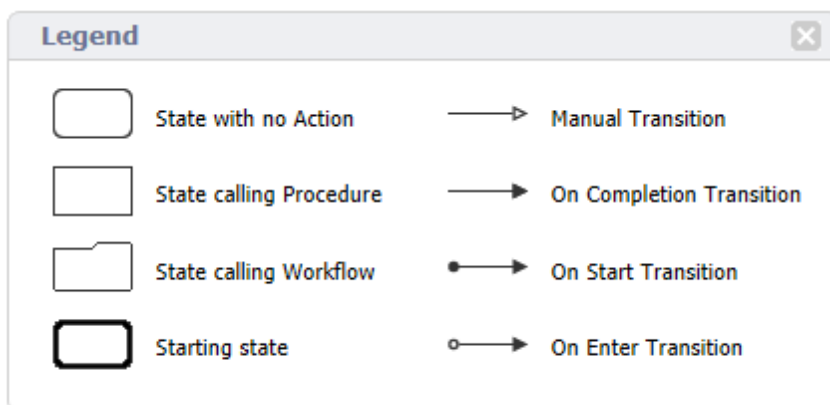 Legend
State with no Action
Manual Transition
State calling Procedure
On Completion Transition
State calling Workflow
On Start Transition
Starting state
On Enter Transition